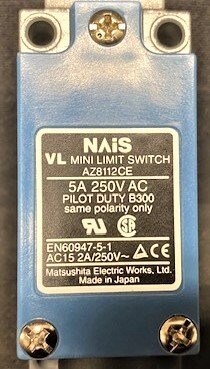 NAiS
VL MINI LIMIT SWITCH
AZ8112CE
5A 250V AC
PILOT DUTY B300
same polarity only
EN60947-5-1
AC15 2A/250V~ CE
Matsushita Electric Works, Ltd.
Made in Japan